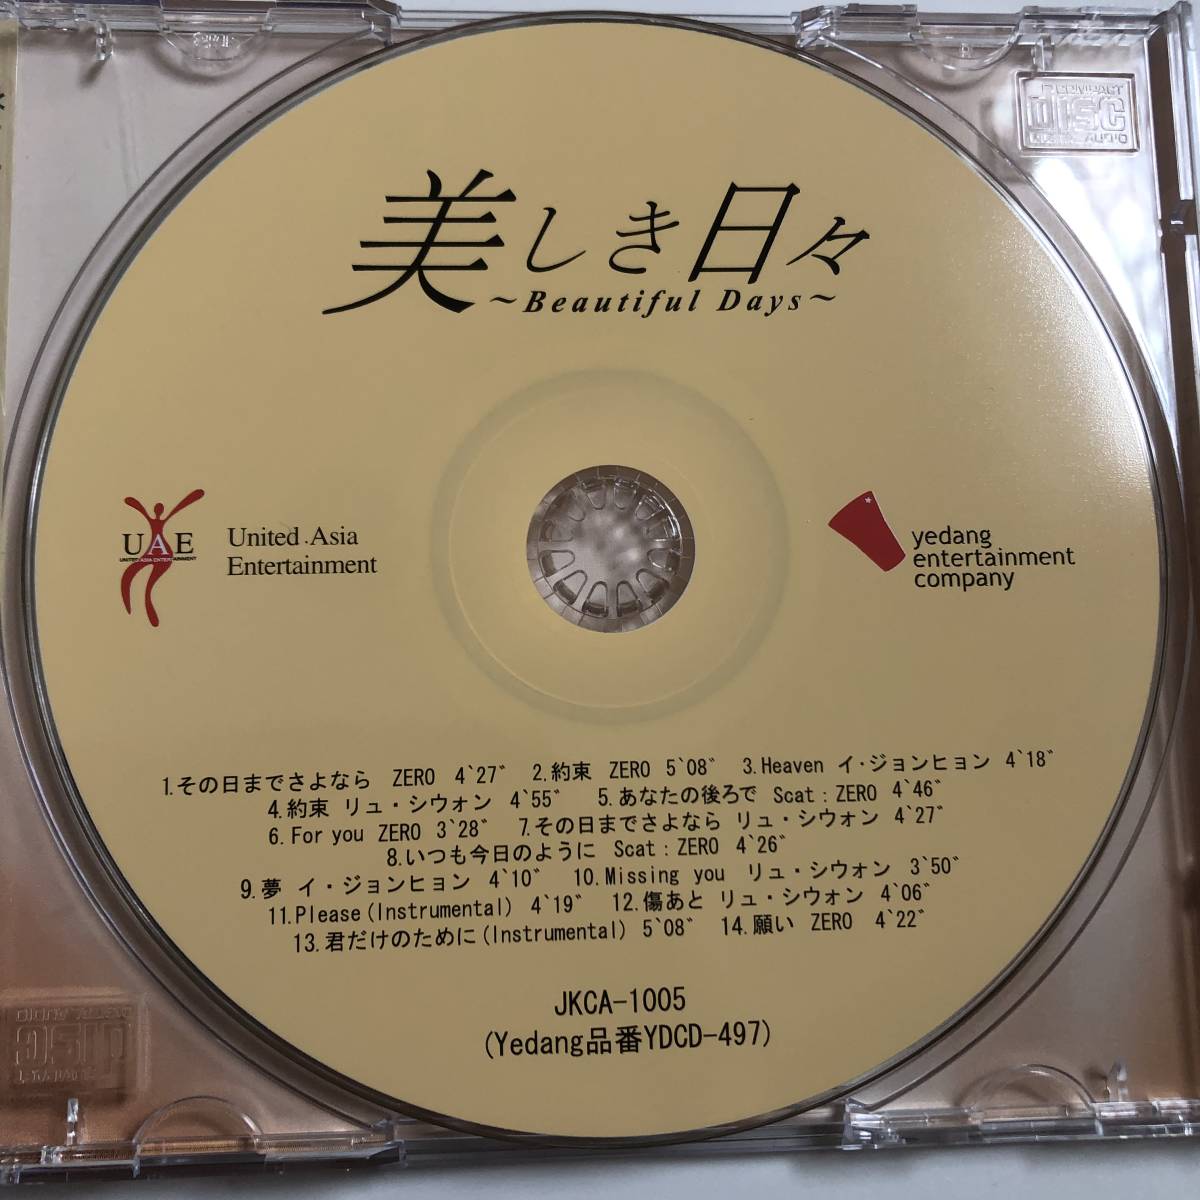 COMPACT
DISC
DIGITAL AUDIO
美しき日々
~Beautiful Days~
UAE
UNITED ASIA ENTERTAINMENT
United Asia
Entertainment
yedang
entertainment
company
1.その日までさよなら ZERO 4`27˝ 2.約束 ZERO 5`08˝ 3.Heaven イ・ジョンヒョン 4`18˝
4.約束 リュ・シウォン 4`55˝ 5.あなたの後ろで Scat:ZERO 4`46˝
6.For you ZERO 3`28˝ 7.その日までさよなら リュ・シウォン 4`27˝
8.いつも今日のように Scat:ZERO 4`26˝
9.夢 イ・ジョンヒョン 4`10˝ 10.Missing you リュ・シウォン 3`50˝
11.Please(Instrumental) 4`19˝ 12.傷あと リュ・シウォン 4`06˝
13.君だけのために(Instrumental) 5`08˝ 14.願い ZERO 4`22˝
JKCA-1005
(Yedang品番YDCD-497)